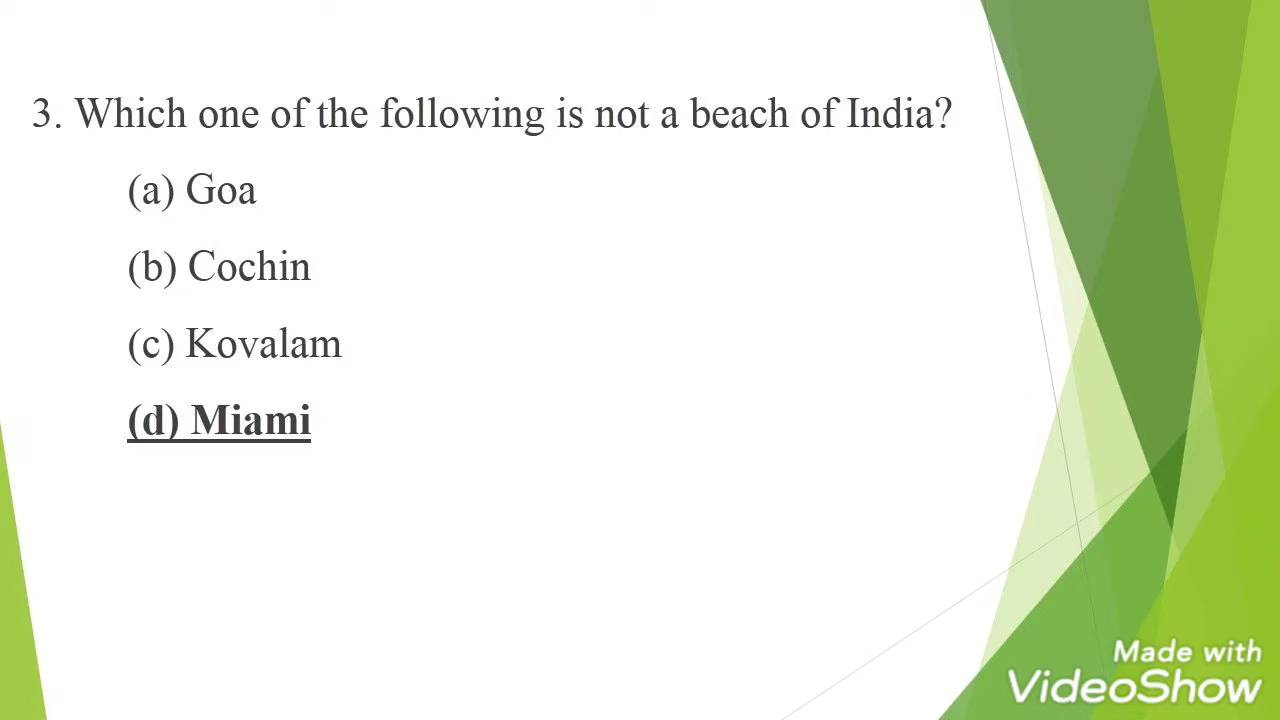 3. Which one of the following is not a beach of India?
(a) Goa
(b) Cochin
(c) Kovalam
(d) Miami
Made with
VideoShow